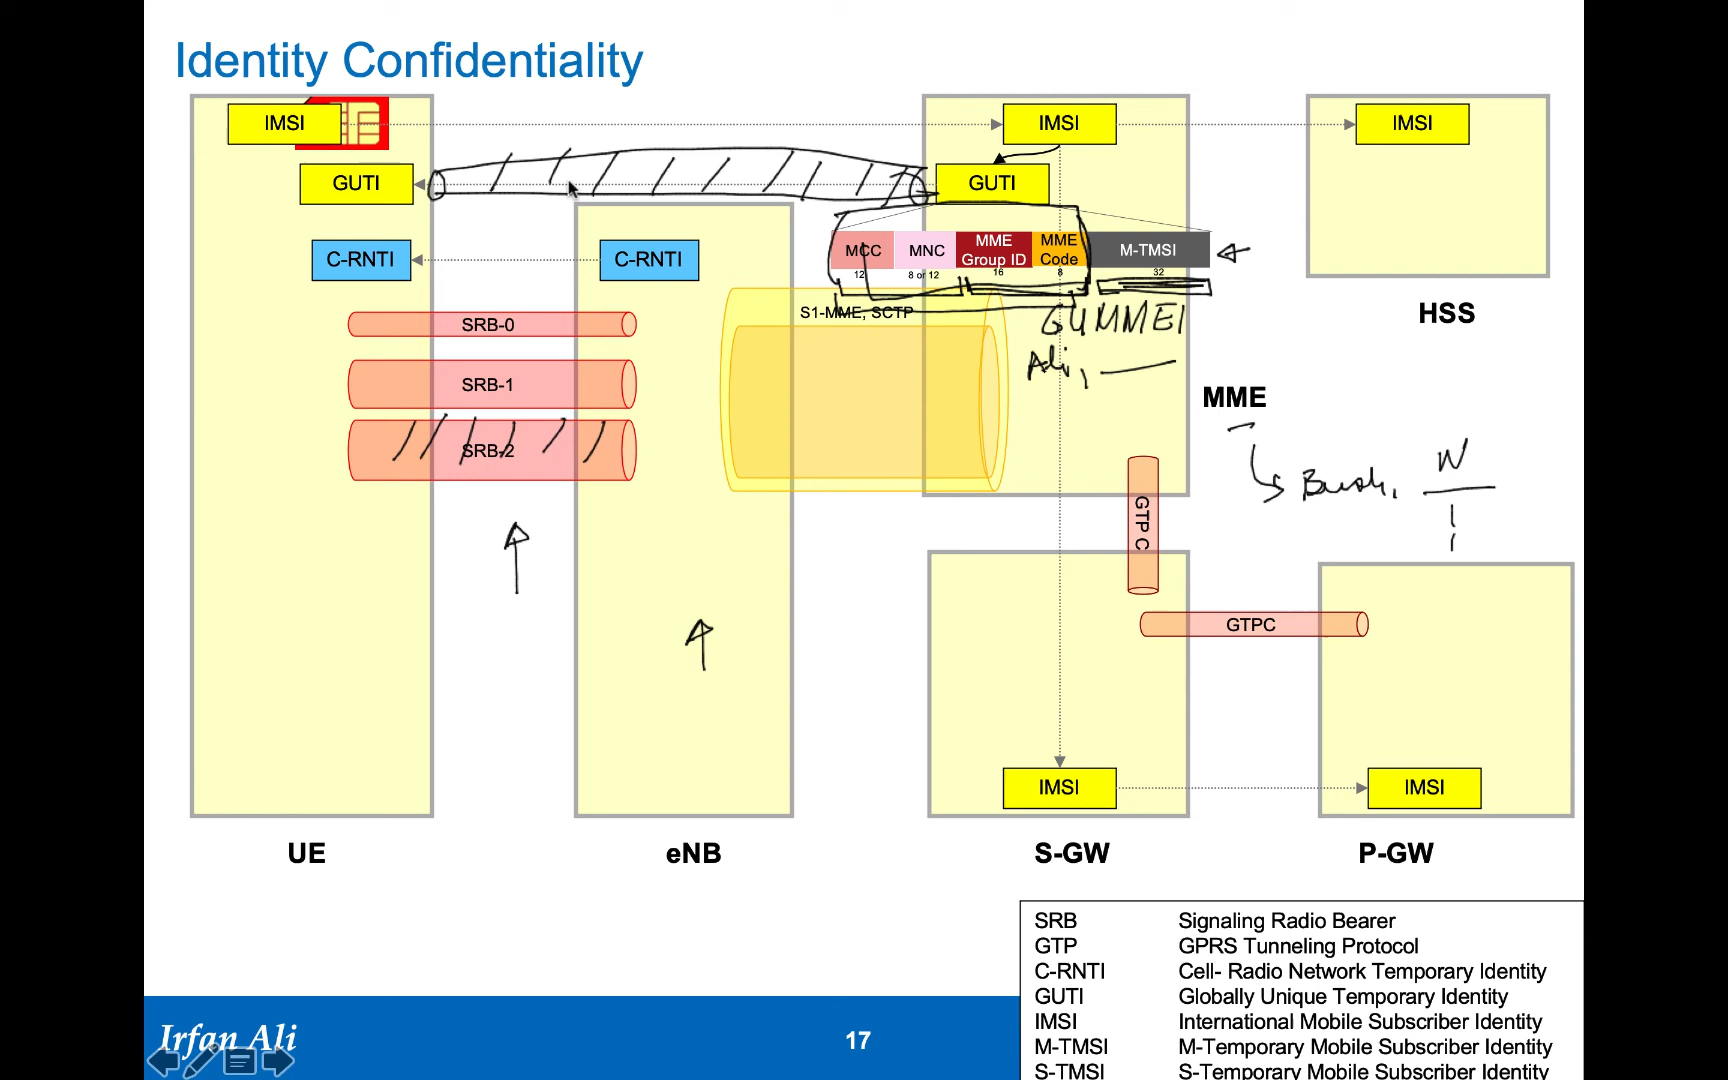 Identity Confidentiality
IMSI
IMSI
IMSI
GUTI
GUTI
MCC
MNC
MME Group ID
MME Code
M-TMSI
12
8 or 12
16
8
32
C-RNTI
C-RNTI
S1-MME, SCTP
GUMMEI
Ali,
SRB-0
SRB-1
SRB-2
HSS
MME
GTP C
GTPC
IMSI
IMSI
UE
eNB
S-GW
P-GW
SRB Signaling Radio Bearer
GTP GPRS Tunneling Protocol
C-RNTI Cell- Radio Network Temporary Identity
GUTI Globally Unique Temporary Identity
IMSI International Mobile Subscriber Identity
M-TMSI M-Temporary Mobile Subscriber Identity
S-TMSI S-Temporary Mobile Subscriber Identity
Irfan Ali
17